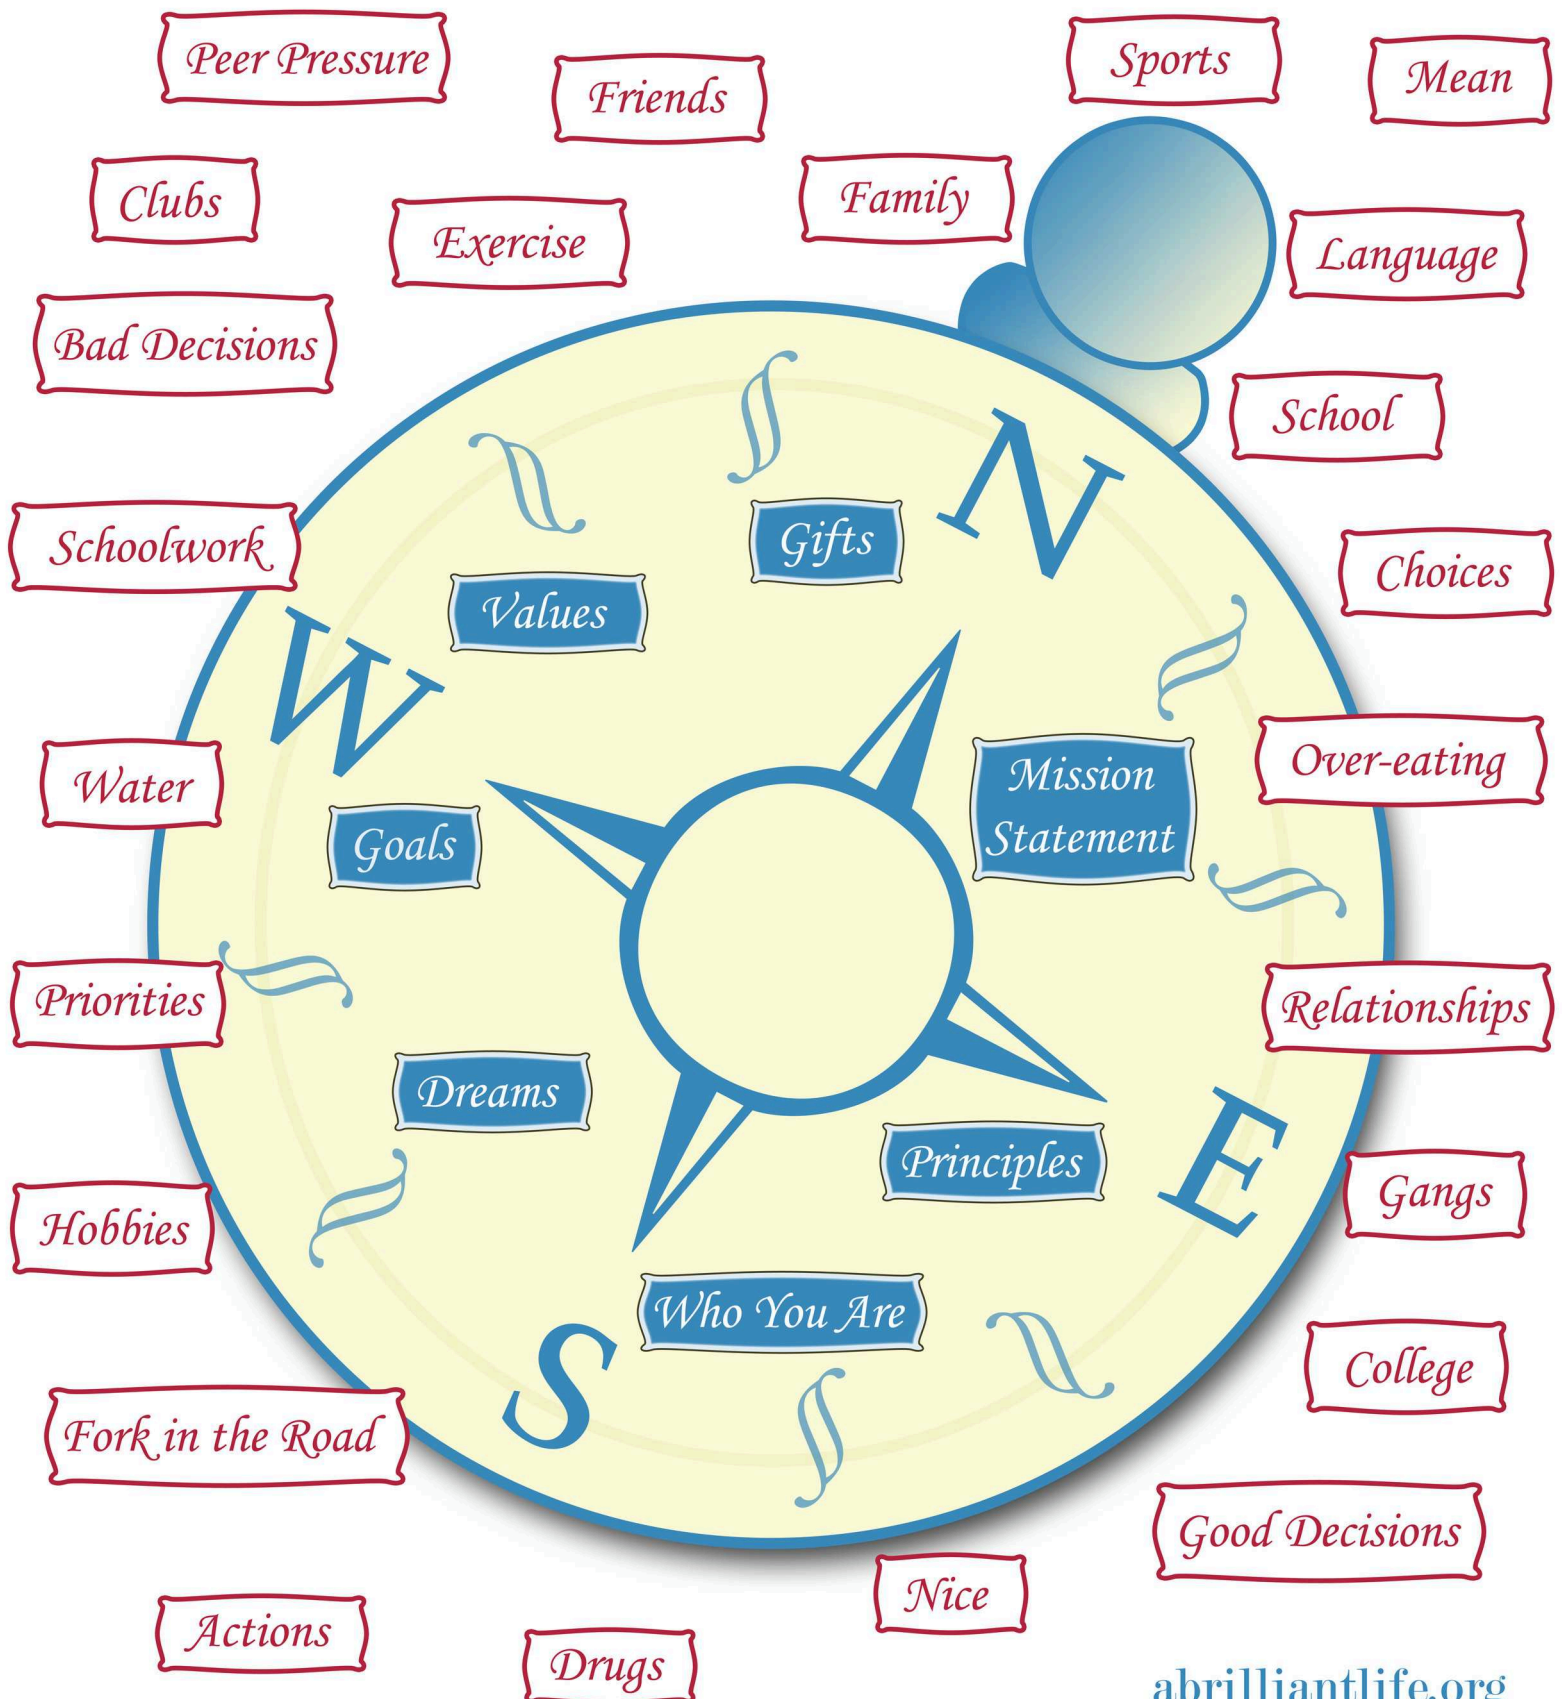 Peer Pressure
Friends
Sports
Mean
Clubs
Exercise
Family
Language
Bad Decisions
School
N
Gifts
Schoolwork
Values
Choices
W
Water
Goals
Mission
Statement
Over-eating
Priorities
Relationships
Dreams
Principles
E
Gangs
Hobbies
Who You Are
S
College
Fork in the Road
Good Decisions
Nice
Actions
Drugs
abrilliantlife.org